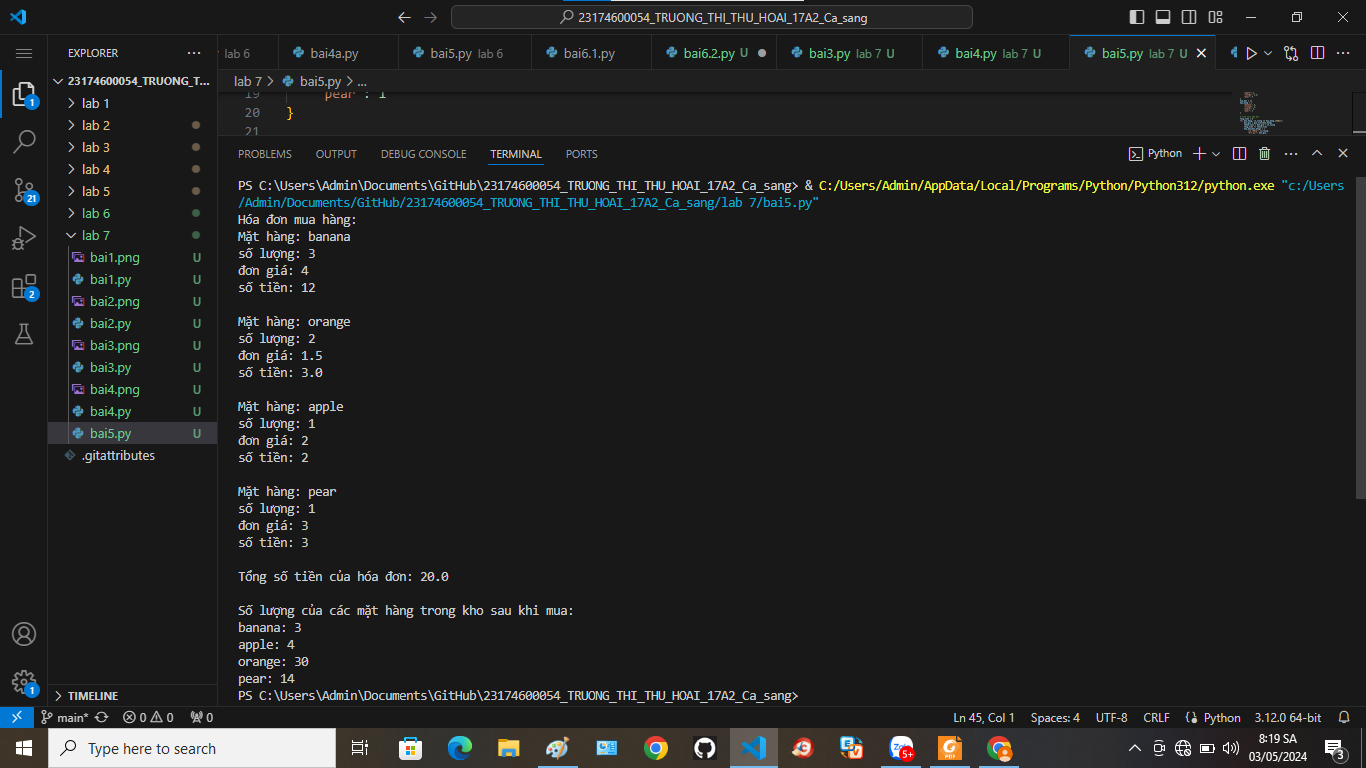 23174600054_TRUONG_THI_THU_HOAI_17A2_Ca_sang
EXPLORER
lab 6
bai4a.py
bai5.py lab 6
bai6.1.py
bai6.2.py U
bai3.py lab 7 U
bai4.py lab 7 U
bai5.py lab 7 U
23174600054_TRUONG_T...
lab 1
lab 2
lab 3
lab 4
lab 5
lab 6
lab 7
bai1.png U
bai1.py U
bai2.png U
bai2.py U
bai3.png U
bai3.py U
bai4.png U
bai4.py U
bai5.py U
.gitattributes
TIMELINE
1
21
2
1
lab 7 > bai5.py > ...
19 'pear': 1
20 }
21
PROBLEMS OUTPUT DEBUG CONSOLE TERMINAL PORTS
Python
PS C:\Users\Admin\Documents\GitHub\23174600054_TRUONG_THI_THU_HOAI_17A2_Ca_sang> & C:/Users/Admin/AppData/Local/Programs/Python/Python312/python.exe "c:/Users
/Admin/Documents/GitHub/23174600054_TRUONG_THI_THU_HOAI_17A2_Ca_sang/lab 7/bai5.py"
Hóa đơn mua hàng:
Mặt hàng: banana
số lượng: 3
đơn giá: 4
số tiền: 12
Mặt hàng: orange
số lượng: 2
đơn giá: 1.5
số tiền: 3.0
Mặt hàng: apple
số lượng: 1
đơn giá: 2
số tiền: 2
Mặt hàng: pear
số lượng: 1
đơn giá: 3
số tiền: 3
Tổng số tiền của hóa đơn: 20.0
Số lượng của các mặt hàng trong kho sau khi mua:
banana: 3
apple: 4
orange: 30
pear: 14
PS C:\Users\Admin\Documents\GitHub\23174600054_TRUONG_THI_THU_HOAI_17A2_Ca_sang>
main* 0 0 0
Ln 45, Col 1 Spaces: 4 UTF-8 CRLF Python 3.12.0 64-bit
Type here to search
5+
8:19 SA
03/05/2024
3